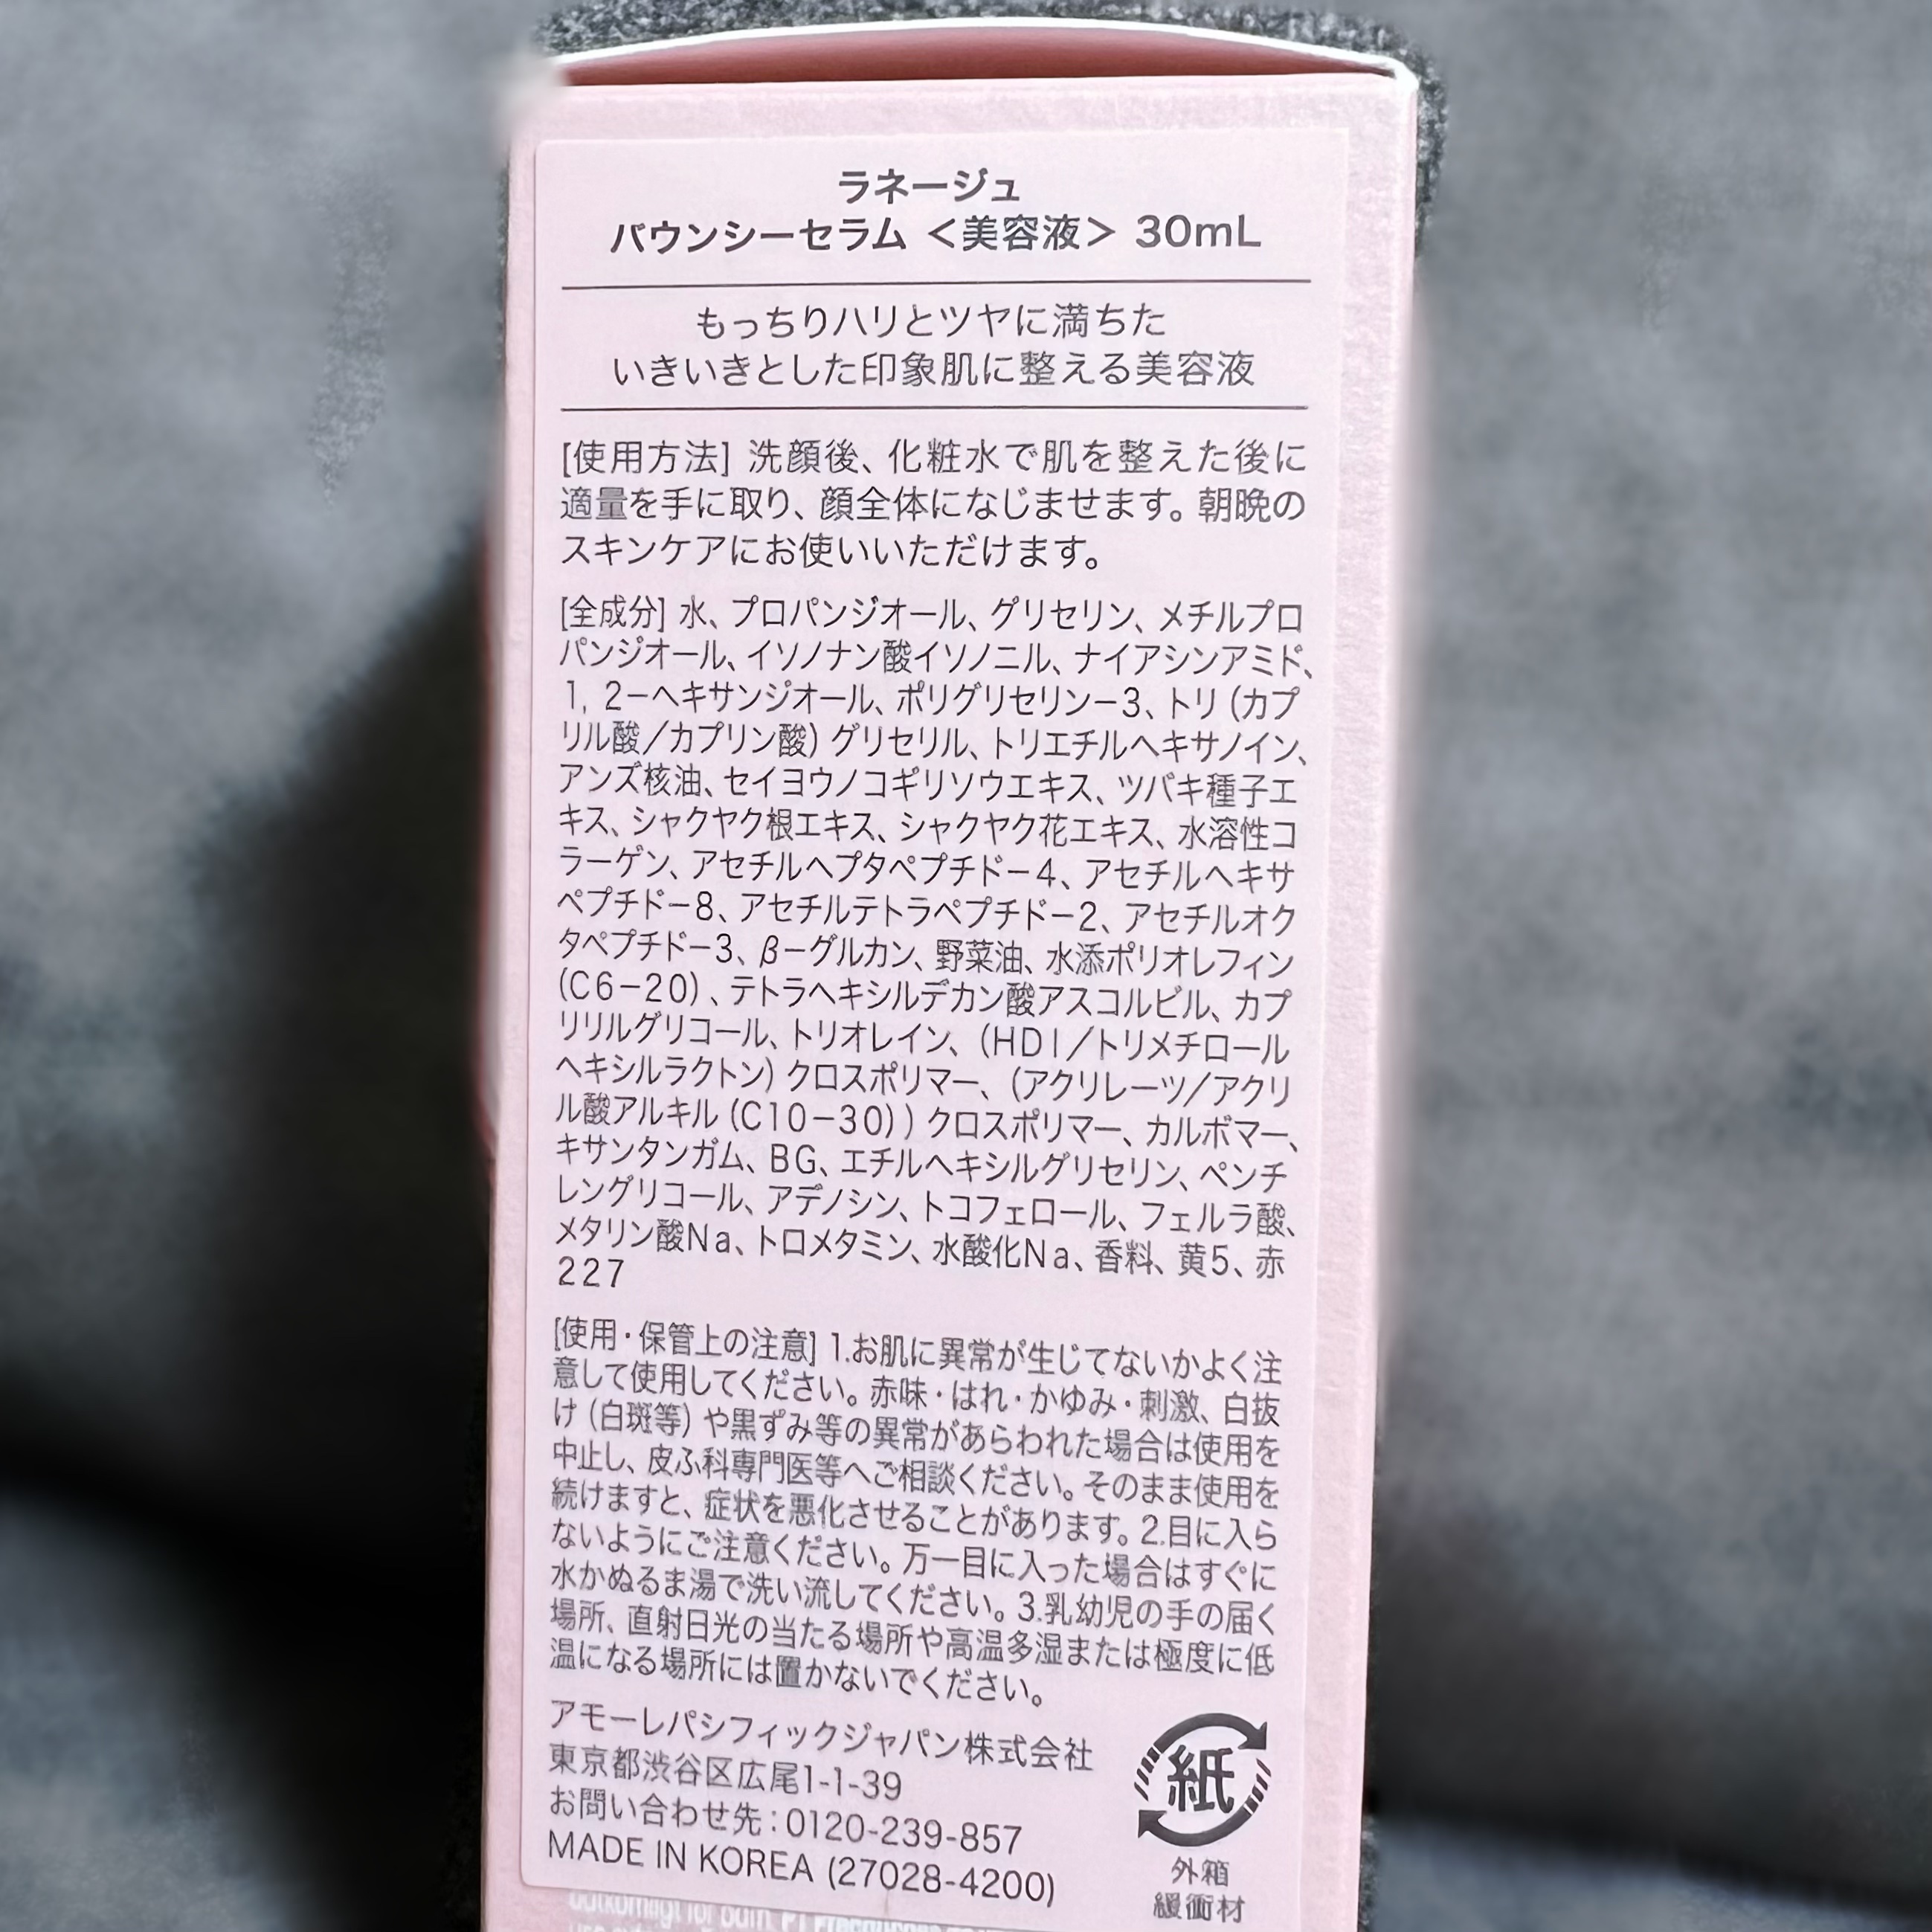 ラネージュ
バウンシーセラム <美容液> 30mL
もっちりハリとツヤに満ちた
いきいきとした印象肌に整える美容液
[使用方法] 洗顔後、化粧水で肌を整えた後に
適量を手に取り、顔全体になじませます。朝晩の
スキンケアにお使いいただけます。
[全成分] 水、プロパンジオール、グリセリン、メチルプロ
パンジオール、イソノナン酸イソノニル、ナイアシンアミド、
1, 2−ヘキサンジオール、ポリグリセリン−3、トリ (カプ
リル酸/カプリン酸) グリセリル、トリエチルヘキサノイン、
アンズ核油、セイヨウノコギリソウエキス、ツバキ種子エ
キス、シャクヤク根エキス、シャクヤク花エキス、水溶性コ
ラーゲン、アセチルヘプタペプチド−4、アセチルヘキサ
ペプチド−8、アセチルテトラペプチド−2、アセチルオク
タペプチド−3、β−グルカン、野菜油、水添ポリオレフィン
(C6−20)、テトラヘキシルデカン酸アスコルビル、カプ
リリルグリコール、トリオレイン、(HDI/トリメチロール
ヘキシルラクトン) クロスポリマー、(アクリレーツ/アクリ
ル酸アルキル (C10−30)) クロスポリマー、カルボマー、
キサンタンガム、BG、エチルヘキシルグリセリン、ペンチ
レングリコール、アデノシン、トコフェロール、フェルラ酸、
メタリン酸Na、トロメタミン、水酸化Na、香料、黄5、赤
227
[使用・保管上の注意] 1.お肌に異常が生じてないかよく注
意して使用してください。赤味・はれ・かゆみ・刺激、白抜
け (白斑等) や黒ずみ等の異常があらわれた場合は使用を
中止し、皮ふ科専門医等へご相談ください。そのまま使用を
続けますと、症状を悪化させることがあります。2.目に入ら
ないようにご注意ください。万一目に入った場合はすぐに
水かぬるま湯で洗い流してください。3.乳幼児の手の届く
場所、直射日光の当たる場所や高温多湿または極度に低
温になる場所には置かないでください。
アモーレパシフィックジャパン株式会社
東京都渋谷区広尾1-1-39
お問い合わせ先：0120-239-857
MADE IN KOREA (27028-4200)
紙
外箱
緩衝材